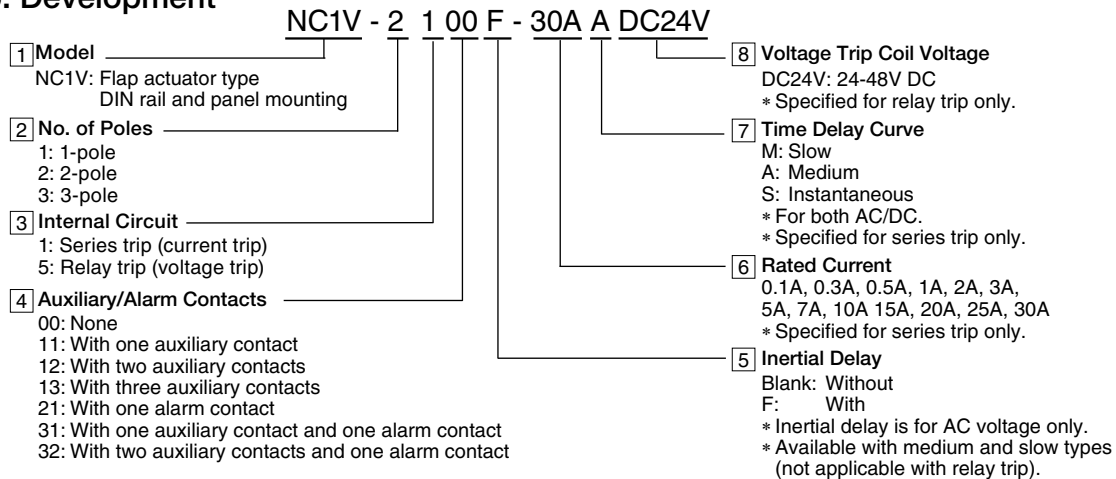 Development
NC1V - 2 1 00 F - 30A A DC24V
1 Model
NC1V: Flap actuator type
DIN rail and panel mounting
2 No. of Poles
1: 1-pole
2: 2-pole
3: 3-pole
3 Internal Circuit
1: Series trip (current trip)
5: Relay trip (voltage trip)
4 Auxiliary/Alarm Contacts
00: None
11: With one auxiliary contact
12: With two auxiliary contacts
13: With three auxiliary contacts
21: With one alarm contact
31: With one auxiliary contact and one alarm contact
32: With two auxiliary contacts and one alarm contact
8 Voltage Trip Coil Voltage
DC24V: 24-48V DC
* Specified for relay trip only.
7 Time Delay Curve
M: Slow
A: Medium
S: Instantaneous
* For both AC/DC.
* Specified for series trip only.
6 Rated Current
0.1A, 0.3A, 0.5A, 1A, 2A, 3A,
5A, 7A, 10A 15A, 20A, 25A, 30A
* Specified for series trip only.
5 Inertial Delay
Blank: Without
F: With
* Inertial delay is for AC voltage only.
* Available with medium and slow types
(not applicable with relay trip).